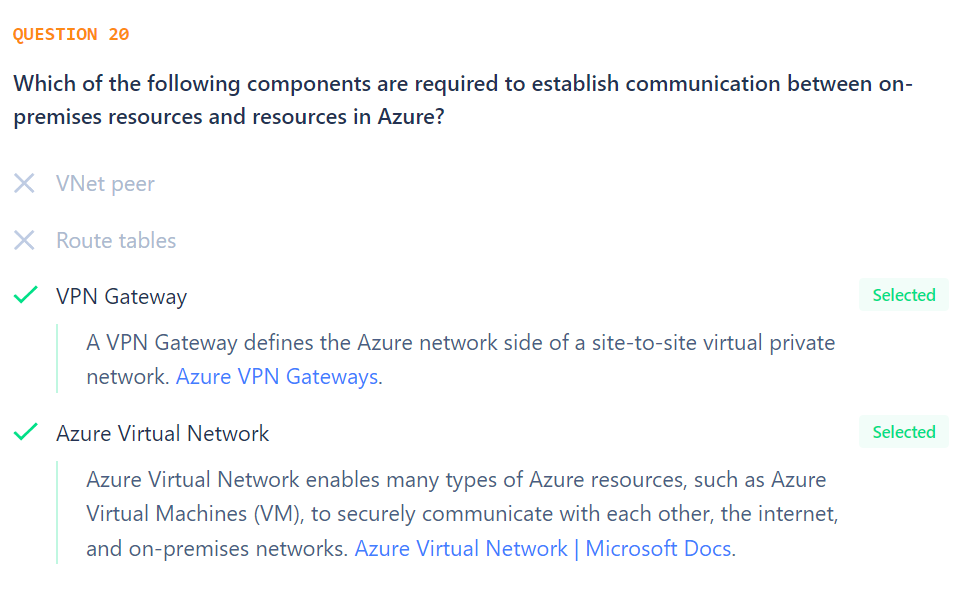 QUESTION 20
Which of the following components are required to establish communication between on-
premises resources and resources in Azure?
VNet peer
Route tables
VPN Gateway
Selected
A VPN Gateway defines the Azure network side of a site-to-site virtual private
network. Azure VPN Gateways.
Azure Virtual Network
Selected
Azure Virtual Network enables many types of Azure resources, such as Azure
Virtual Machines (VM), to securely communicate with each other, the internet,
and on-premises networks. Azure Virtual Network | Microsoft Docs.